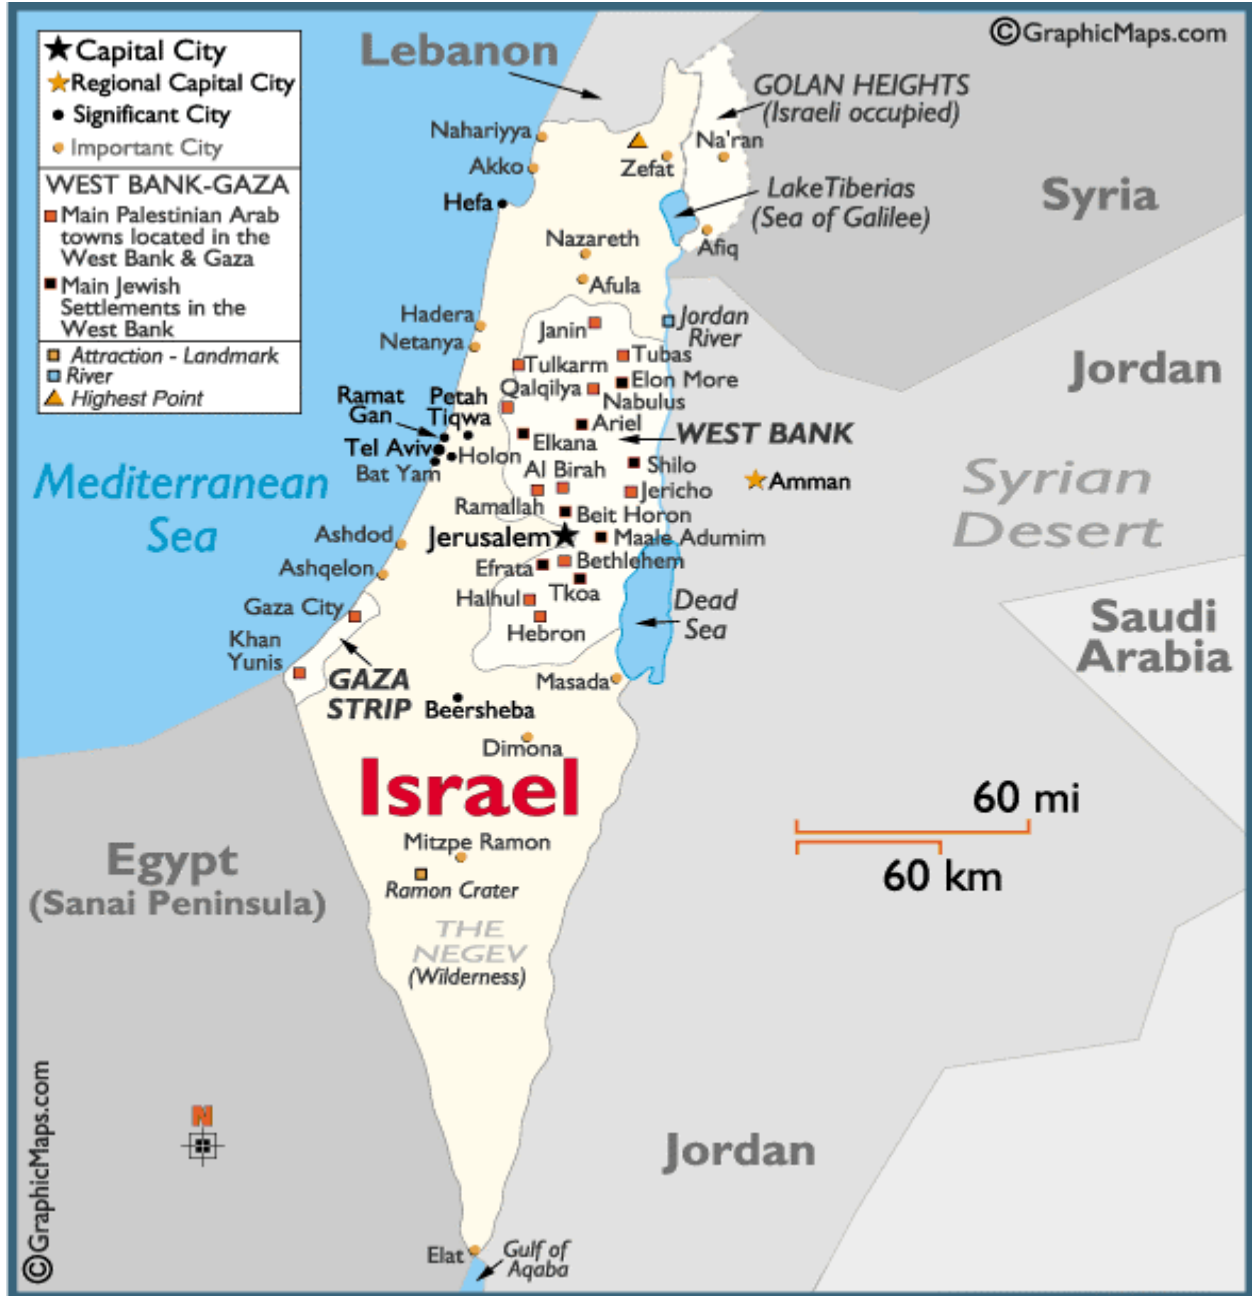 ©GraphicMaps.com
Capital City
Regional Capital City
Significant City
Important City
WEST BANK-GAZA
Main Palestinian Arab
towns located in the
West Bank & Gaza
Main Jewish
Settlements in the
West Bank
Attraction - Landmark
River
Highest Point
Lebanon
GOLAN HEIGHTS
(Israeli occupied)
Nahariyya
Na'ran
Akko
Zefat
Hefa
Lake Tiberias
(Sea of Galilee)
Syria
Nazareth
Afiq
Afula
Hadera
Janin
Jordan
River
Netanya
Tubas
Tulkarm
Jordan
Elon More
Qalqilya
Nabulus
Ramat
Gan
Petah
Tiqwa
Ariel
WEST BANK
Elkana
Tel Aviv
Holon
Bat Yam
Al Birah
Shilo
Mediterranean
Sea
Amman
Syrian
Desert
Jericho
Ramallah
Beit Horon
Ashdod
Jerusalem
Maale Adumim
Ashqelon
Efrata
Bethlehem
Tkoa
Halhul
Dead
Sea
Gaza City
Hebron
Saudi
Arabia
Khan
Yunis
GAZA
STRIP
Masada
Beersheba
Dimona
Israel
60 mi
60 km
Mitzpe Ramon
Egypt
(Sanai Peninsula)
Ramon Crater
THE
NEGEV
(Wilderness)
N
Jordan
©GraphicMaps.com
Elat
Gulf of
Aqaba